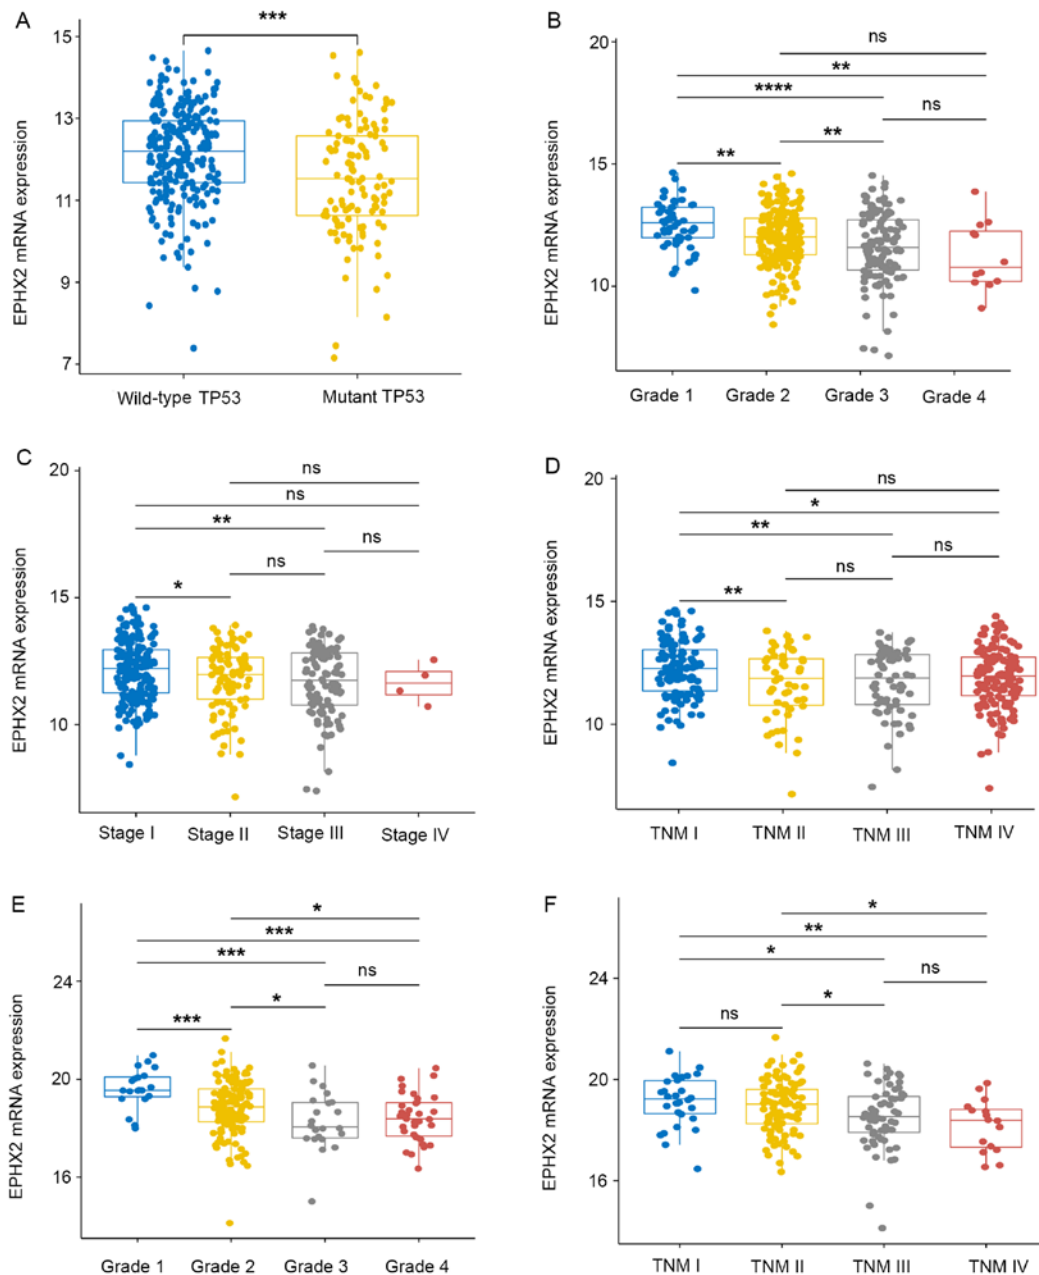 A
EPHX2 mRNA expression
15
13
11
9
7
***
Wild-type TP53
Mutant TP53
B
EPHX2 mRNA expression
20
15
10
ns
**
****
ns
**
**
Grade 1
Grade 2
Grade 3
Grade 4
C
EPHX2 mRNA expression
20
15
10
ns
ns
**
ns
ns
*
Stage I
Stage II
Stage III
Stage IV
D
EPHX2 mRNA expression
20
15
10
ns
*
**
ns
ns
**
TNM I
TNM II
TNM III
TNM IV
E
EPHX2 mRNA expression
24
20
16
*
***
***
ns
*
***
Grade 1
Grade 2
Grade 3
Grade 4
F
EPHX2 mRNA expression
24
20
16
*
**
*
ns
*
ns
TNM I
TNM II
TNM III
TNM IV